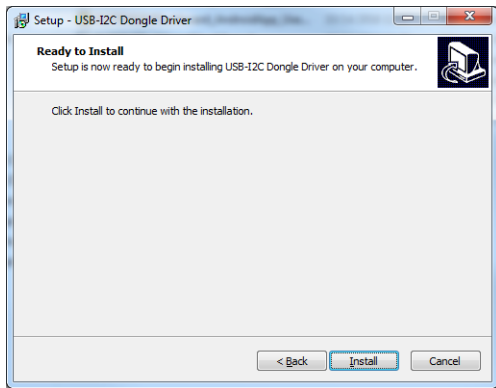 Setup - USB-I2C Dongle Driver
Ready to Install
Setup is now ready to begin installing USB-I2C Dongle Driver on your computer.
Click Install to continue with the installation.
< Back
Install
Cancel